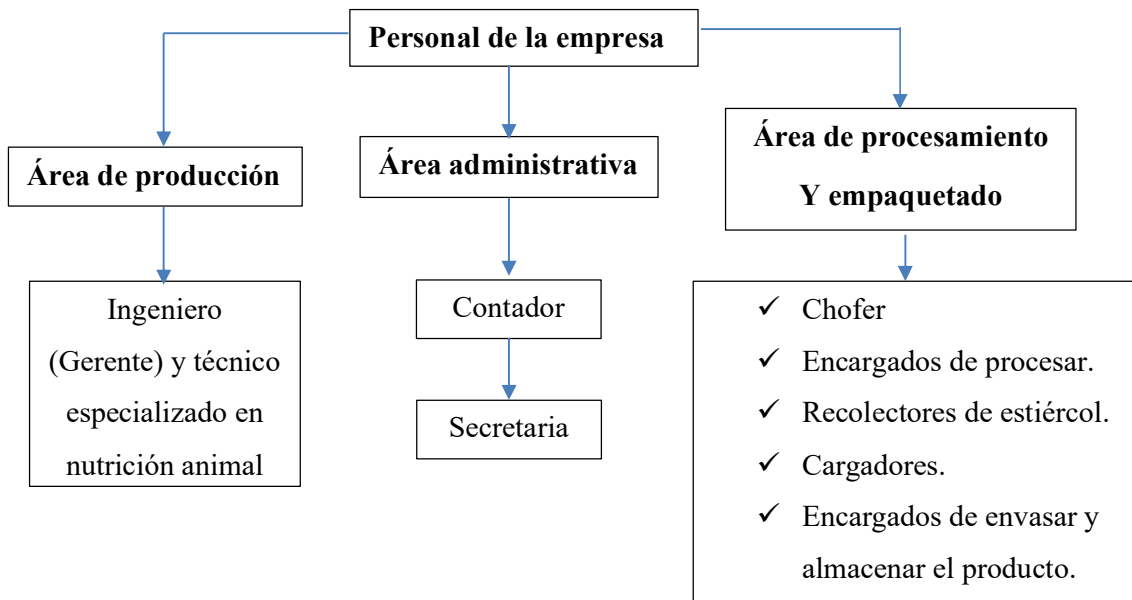 Personal de la empresa
Área de producción
Área administrativa
Área de procesamiento
Y empaquetado
Ingeniero
(Gerente) y técnico
especializado en
nutrición animal
Contador
Secretaria
✓ Chofer
✓ Encargados de procesar.
✓ Recolectores de estiércol.
✓ Cargadores.
✓ Encargados de envasar y
almacenar el producto.